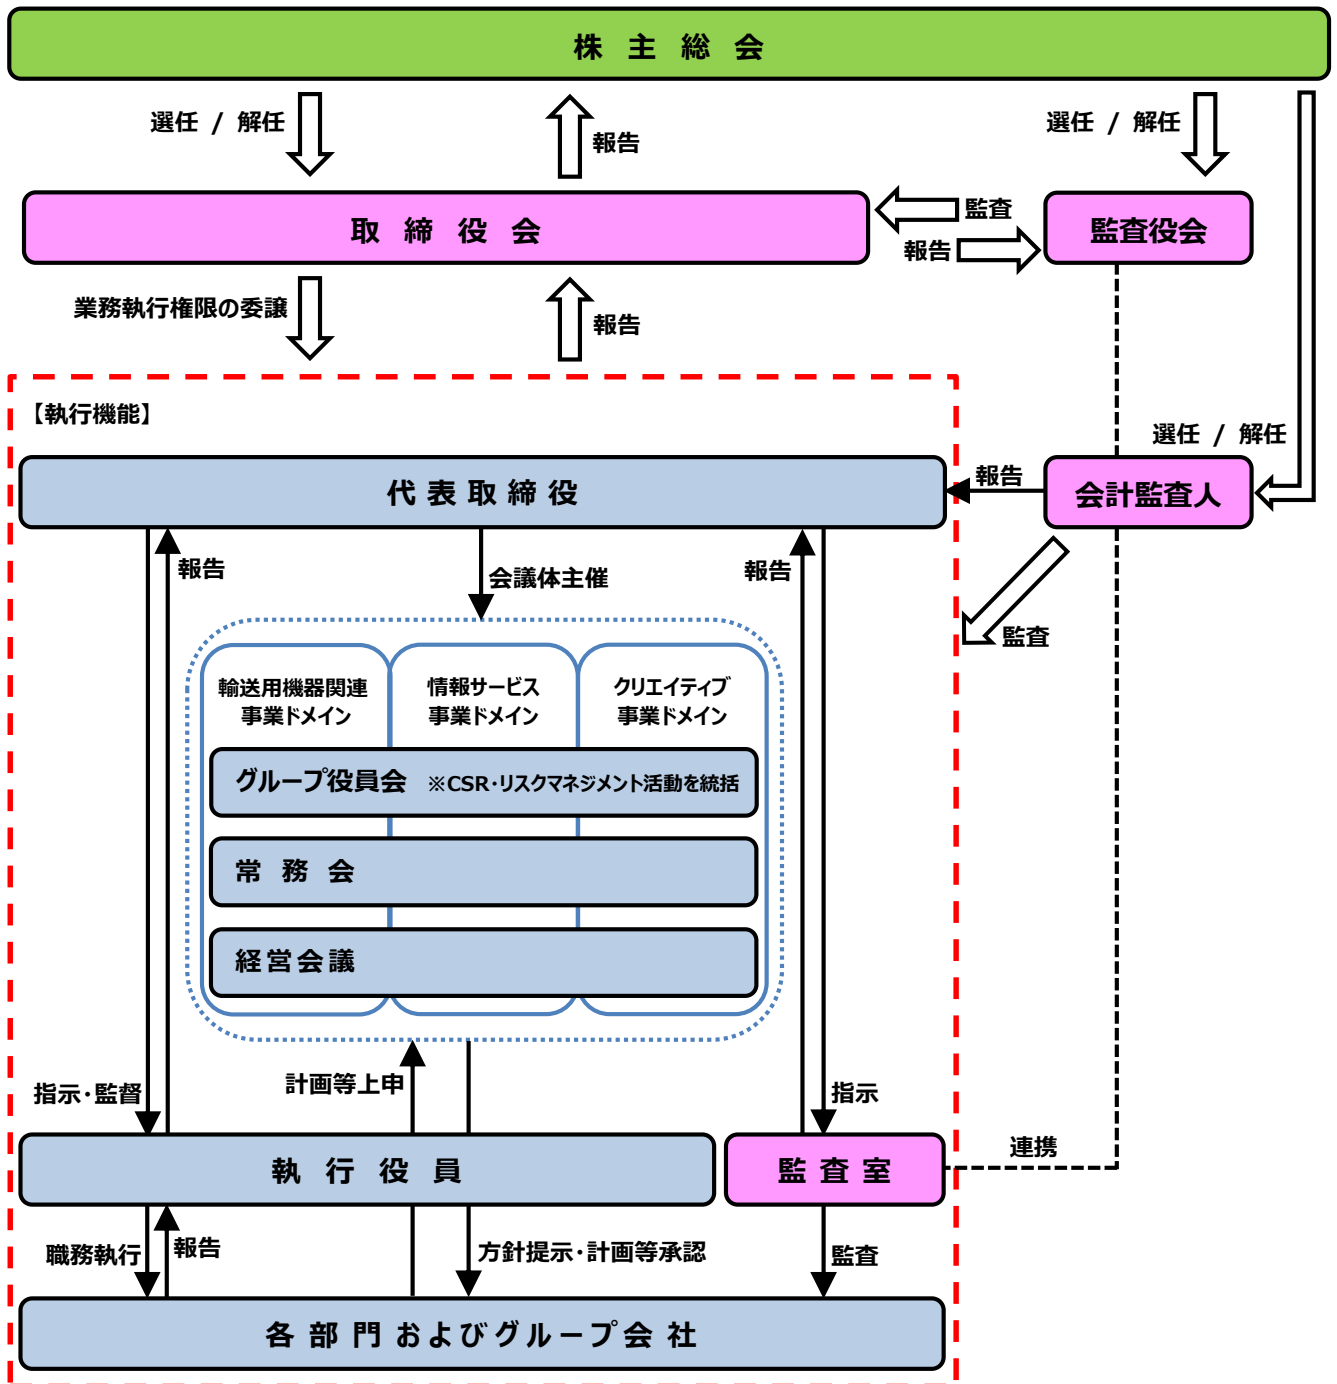 株主総会
選任 / 解任
報告
選任 / 解任
取締役会
監査
報告
監査役会
業務執行権限の委譲
報告
【執行機能】
選任 / 解任
代表取締役
報告
会計監査人
報告
会議体主催
報告
監査
輸送用機器関連
事業ドメイン
情報サービス
事業ドメイン
クリエイティブ
事業ドメイン
グループ役員会 ※CSR・リスクマネジメント活動を統括
常務会
経営会議
指示・監督
計画等上申
指示
執行役員
監査室
連携
職務執行
報告
方針提示・計画等承認
監査
各部門およびグループ会社